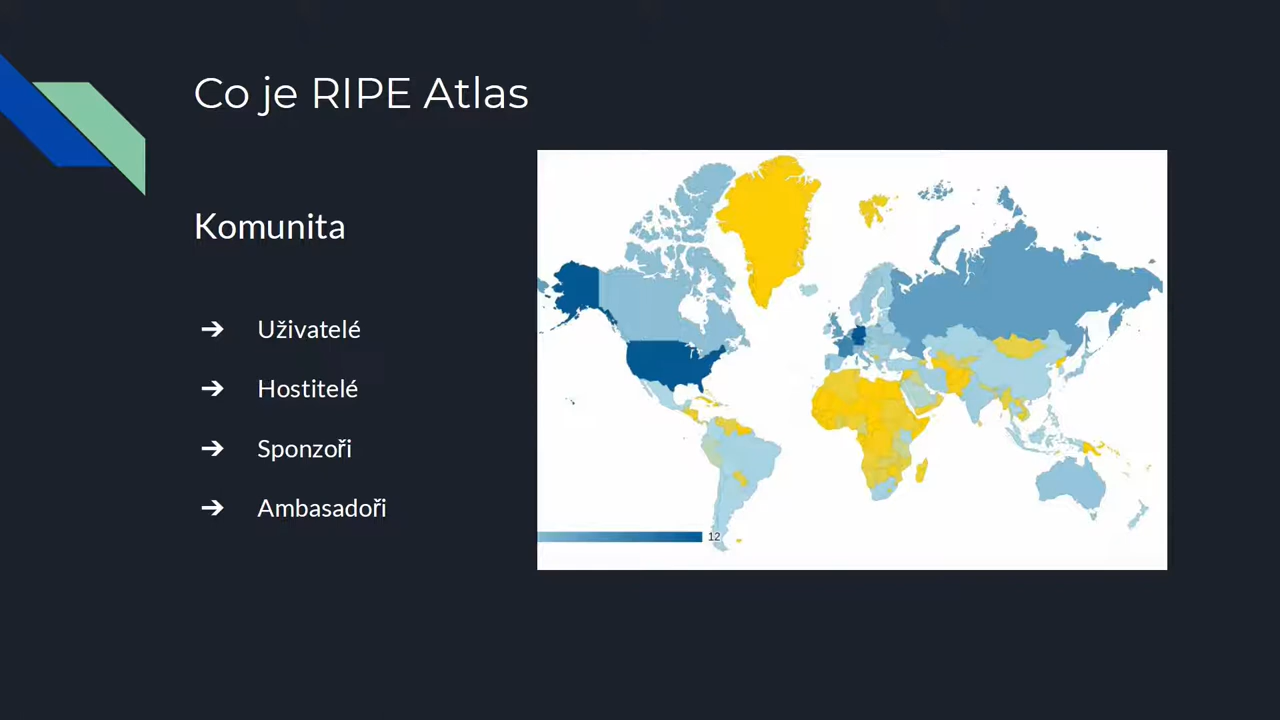 Co je RIPE Atlas
Komunita
➔ Uživatelé
➔ Hostitelé
➔ Sponzoři
➔ Ambasadoři
12